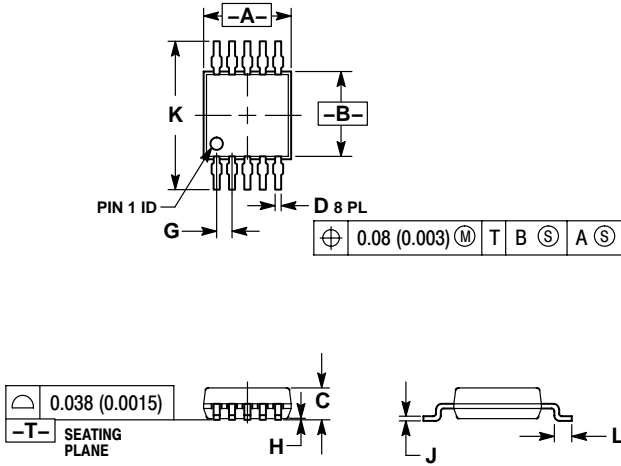 –A–
K
–B–
PIN 1 ID
G
D 8 PL
⌖ 0.08 (0.003) Ⓜ T B Ⓢ A Ⓢ
⌓ 0.038 (0.0015)
–T– SEATING
PLANE
C
H
J
L